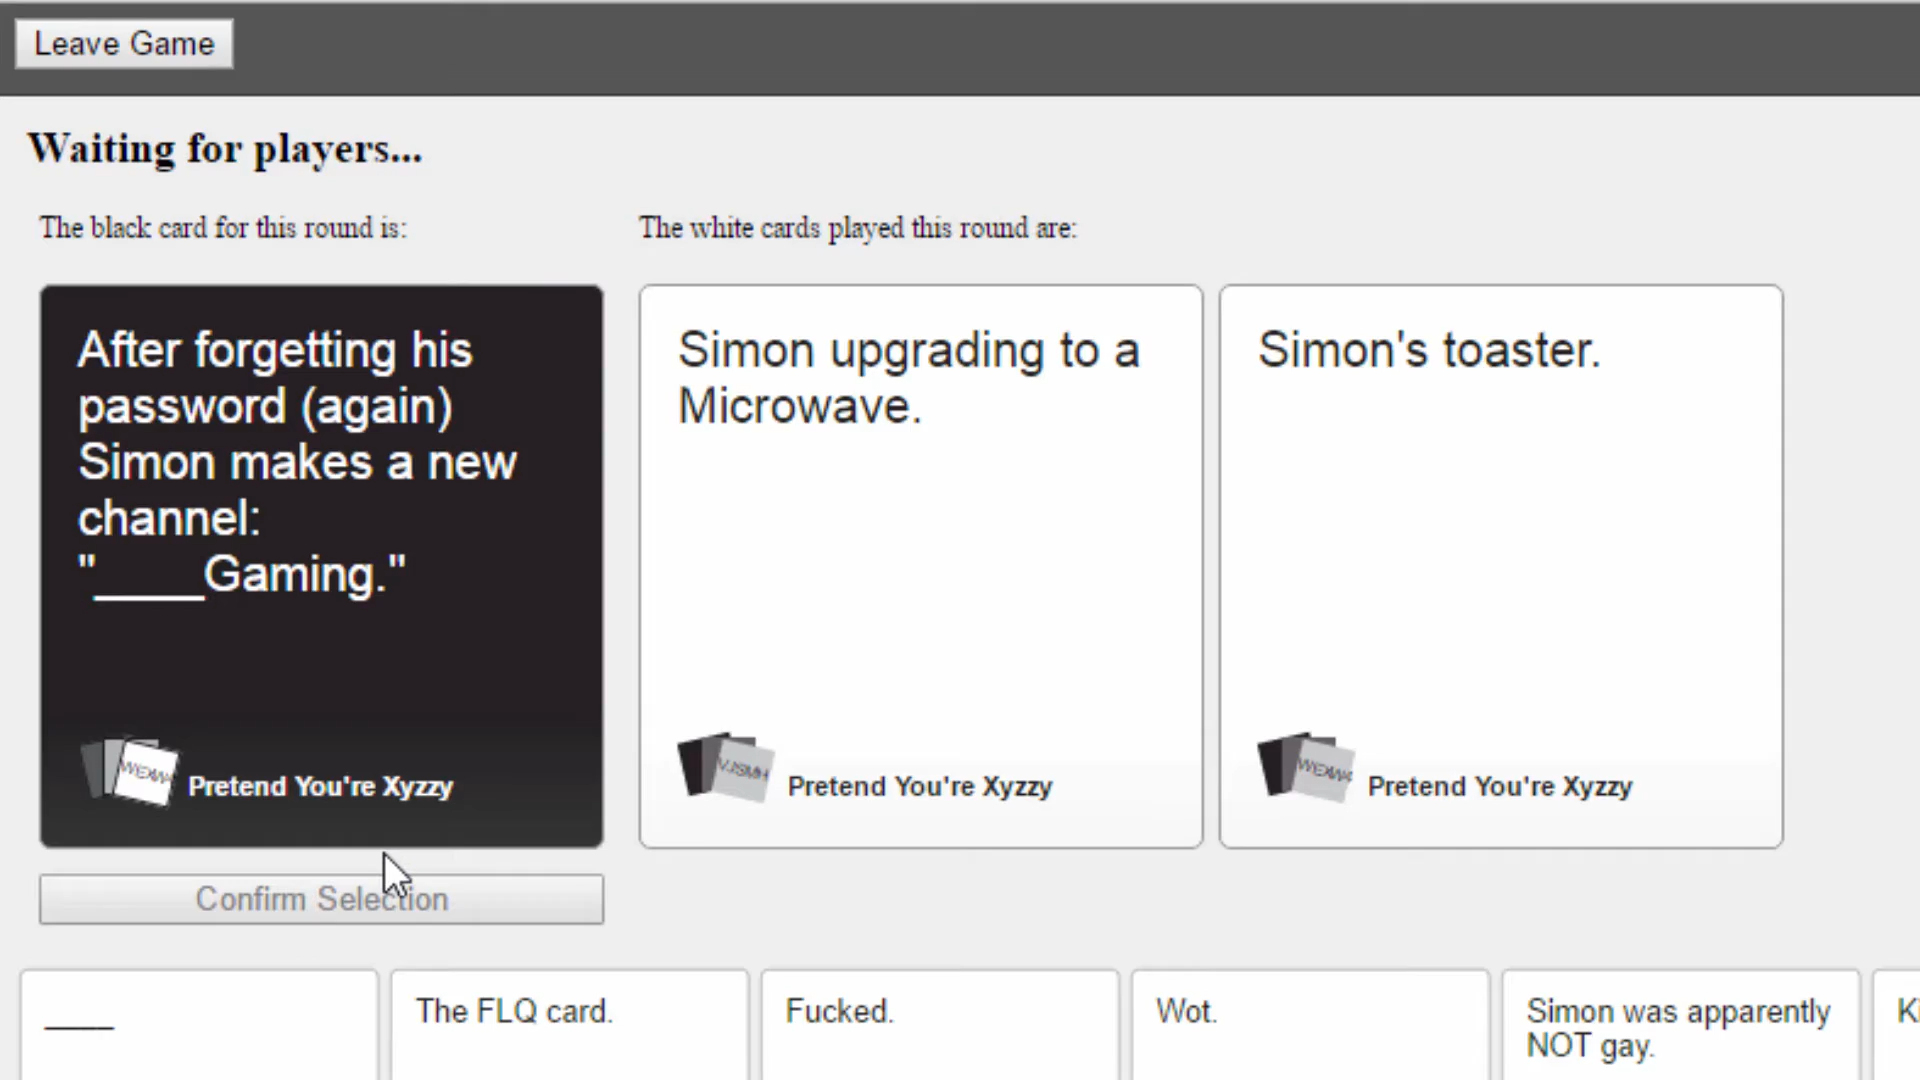 Leave Game
Waiting for players...
The black card for this round is:
The white cards played this round are:
After forgetting his
password (again)
Simon makes a new
channel:
"____Gaming."
Pretend You're Xyzzy
Simon upgrading to a
Microwave.
Pretend You're Xyzzy
Simon's toaster.
Pretend You're Xyzzy
Confirm Selection
____
The FLQ card.
Fucked.
Wot.
Simon was apparently
NOT gay.